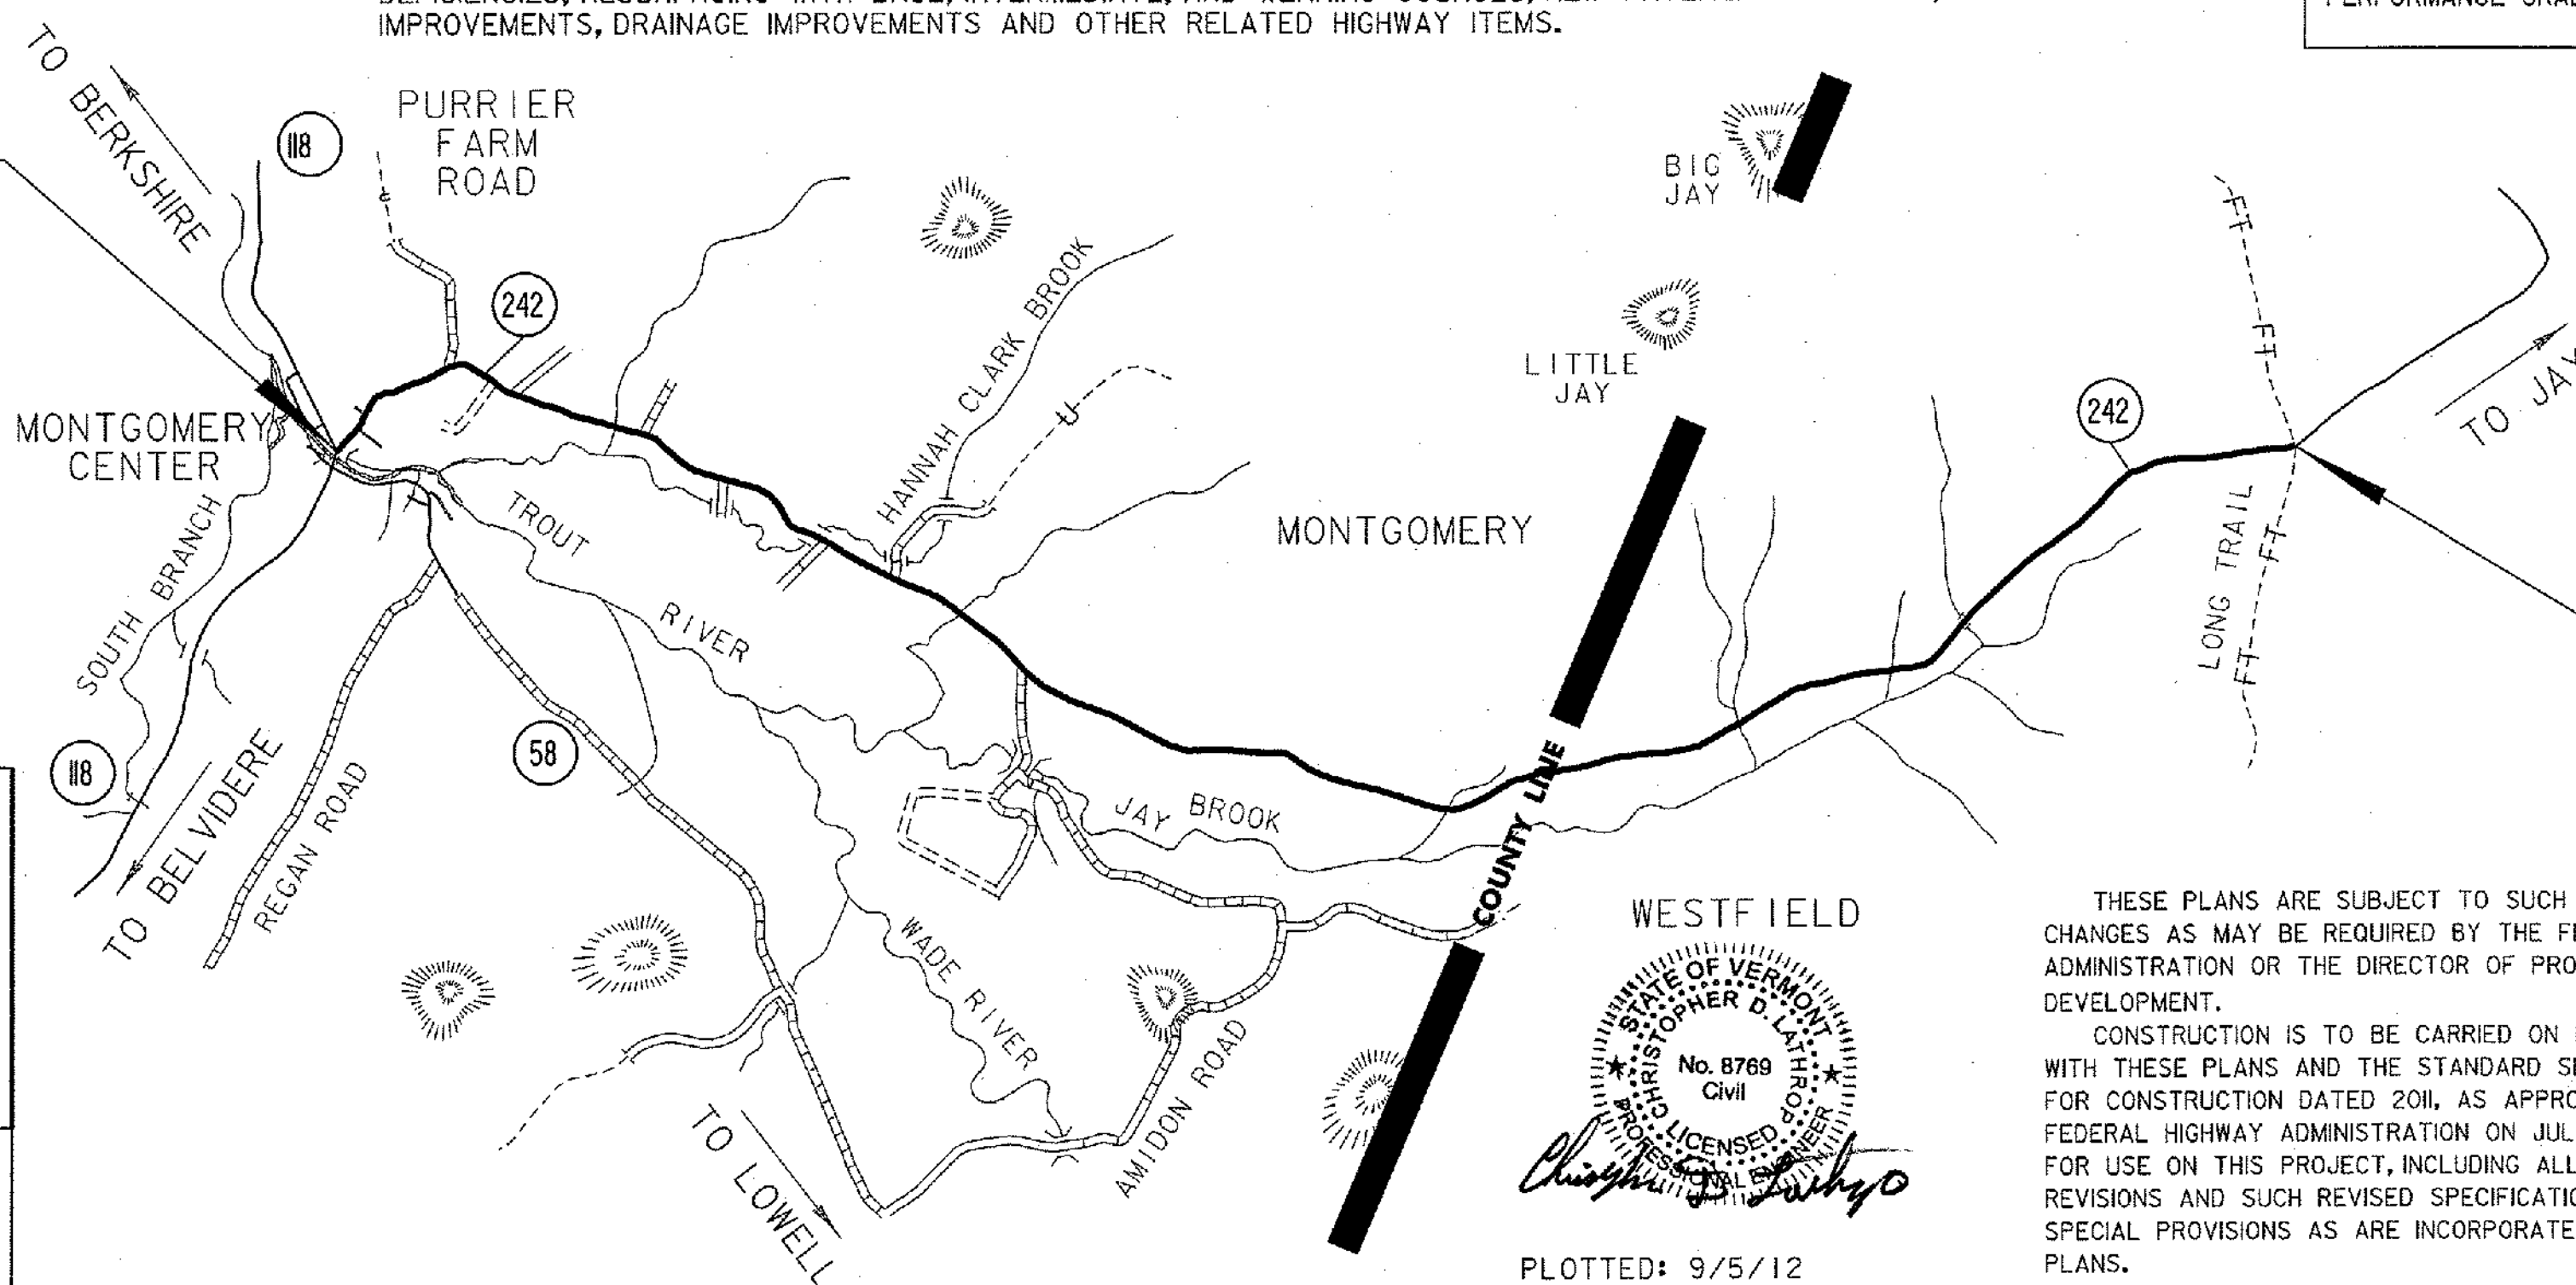 IMPROVEMENTS, DRAINAGE IMPROVEMENTS AND OTHER RELATED HIGHWAY ITEMS.
TO BERKSHIRE
118
PURRIER
FARM
ROAD
BIG
JAY
242
HANNAH CLARK BROOK
LITTLE
JAY
242
TO JAY
MONTGOMERY
CENTER
SOUTH BRANCH
TROUT
RIVER
MONTGOMERY
LONG TRAIL
FT
FT
FT
FT
U
118
TO BELVIDERE
REGAN ROAD
58
JAY BROOK
COUNTY LINE
WADE RIVER
AMIDON ROAD
TO LOWELL
WESTFIELD
STATE OF VERMONT
CHRISTOPHER D. LATHROP
No. 8769
Civil
LICENSED
PROFESSIONAL ENGINEER
PLOTTED: 9/5/12
THESE PLANS ARE SUBJECT TO SUCH
CHANGES AS MAY BE REQUIRED BY THE
ADMINISTRATION OR THE DIRECTOR OF
DEVELOPMENT.
CONSTRUCTION IS TO BE CARRIED ON
WITH THESE PLANS AND THE STANDARD
FOR CONSTRUCTION DATED 2011, AS
FEDERAL HIGHWAY ADMINISTRATION ON
FOR USE ON THIS PROJECT, INCLUDING ALL
REVISIONS AND SUCH REVISED
SPECIAL PROVISIONS AS ARE
PLANS.